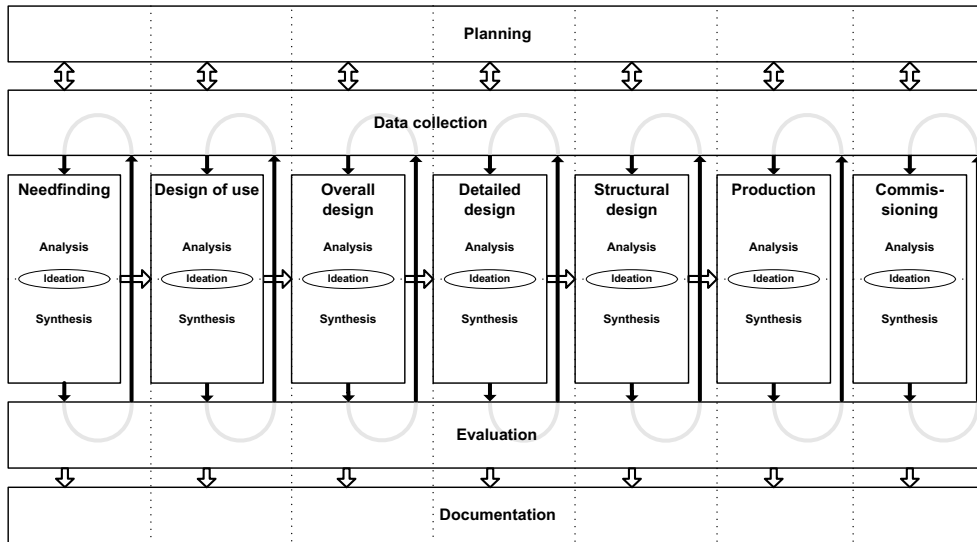 Planning
Data collection
Needfinding
Design of use
Overall
design
Detailed
design
Structural
design
Production
Commis-
sioning
Analysis
Analysis
Analysis
Analysis
Analysis
Analysis
Analysis
Ideation
Ideation
Ideation
Ideation
Ideation
Ideation
Ideation
Synthesis
Synthesis
Synthesis
Synthesis
Synthesis
Synthesis
Synthesis
Evaluation
Documentation